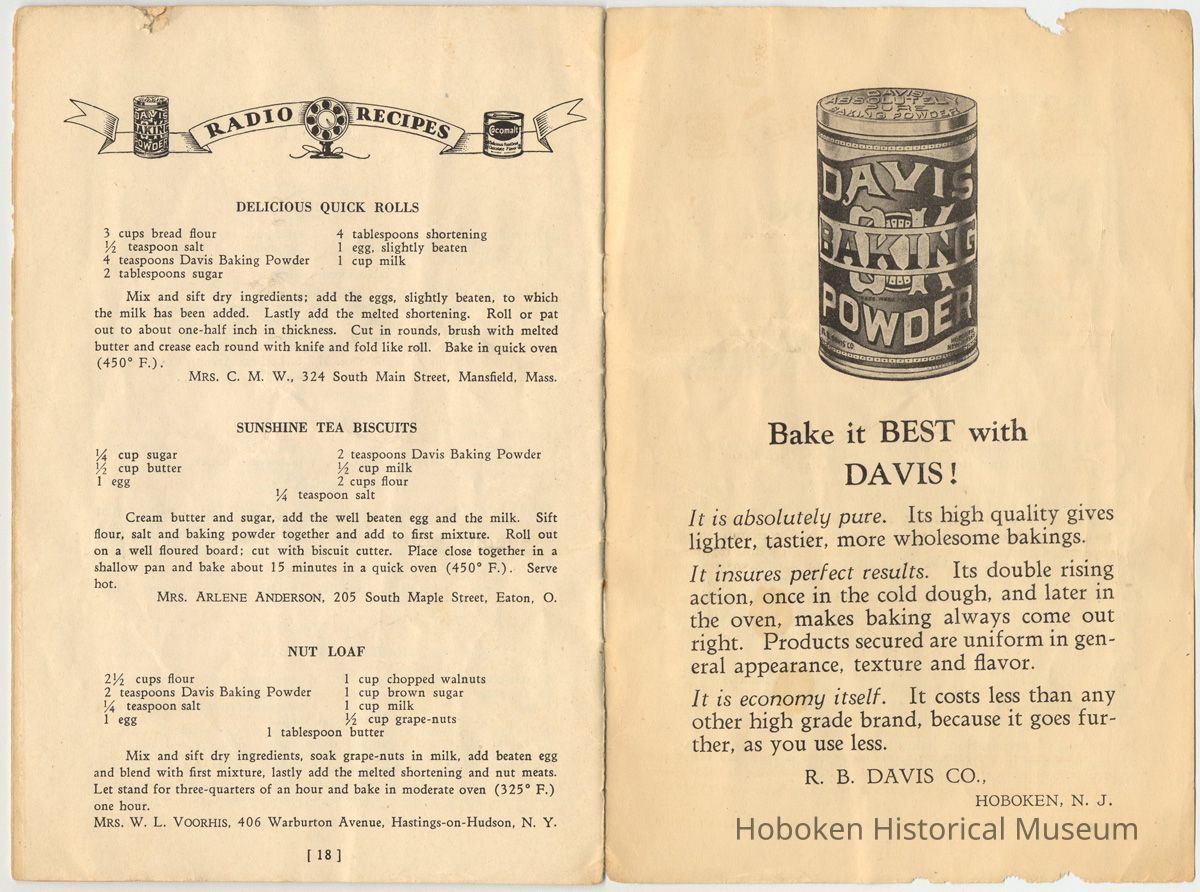 RADIO RECIPES
DAVIS
BAKING
POWDER
Cocomalt
DELICIOUS QUICK ROLLS
3 cups bread flour
½ teaspoon salt
4 teaspoons Davis Baking Powder
2 tablespoons sugar
4 tablespoons shortening
1 egg, slightly beaten
1 cup milk
Mix and sift dry ingredients; add the eggs, slightly beaten, to which
the milk has been added. Lastly add the melted shortening. Roll or pat
out to about one-half inch in thickness. Cut in rounds, brush with melted
butter and crease each round with knife and fold like roll. Bake in quick oven
(450° F.).
MRS. C. M. W., 324 South Main Street, Mansfield, Mass.
SUNSHINE TEA BISCUITS
¼ cup sugar
½ cup butter
1 egg
2 teaspoons Davis Baking Powder
½ cup milk
2 cups flour
¼ teaspoon salt
Cream butter and sugar, add the well beaten egg and the milk. Sift
flour, salt and baking powder together and add to first mixture. Roll out
on a well floured board; cut with biscuit cutter. Place close together in a
shallow pan and bake about 15 minutes in a quick oven (450° F.). Serve
hot.
MRS. ARLENE ANDERSON, 205 South Maple Street, Eaton, O.
NUT LOAF
2½ cups flour
2 teaspoons Davis Baking Powder
¼ teaspoon salt
1 egg
1 cup chopped walnuts
1 cup brown sugar
1 cup milk
½ cup grape-nuts
1 tablespoon butter
Mix and sift dry ingredients, soak grape-nuts in milk, add beaten egg
and blend with first mixture, lastly add the melted shortening and nut meats.
Let stand for three-quarters of an hour and bake in moderate oven (325° F.)
one hour.
MRS. W. L. VOORHIS, 406 Warburton Avenue, Hastings-on-Hudson, N. Y.
[ 18 ]
DAVIS
ABSOLUTELY
PURE
BAKING POWDER
DAVIS
OK
BAKING
OK
POWDER
Bake it BEST with
DAVIS!
It is absolutely pure. Its high quality gives
lighter, tastier, more wholesome bakings.
It insures perfect results. Its double rising
action, once in the cold dough, and later in
the oven, makes baking always come out
right. Products secured are uniform in gen-
eral appearance, texture and flavor.
It is economy itself. It costs less than any
other high grade brand, because it goes fur-
ther, as you use less.
R. B. DAVIS CO.,
HOBOKEN, N. J.
Hoboken Historical Museum